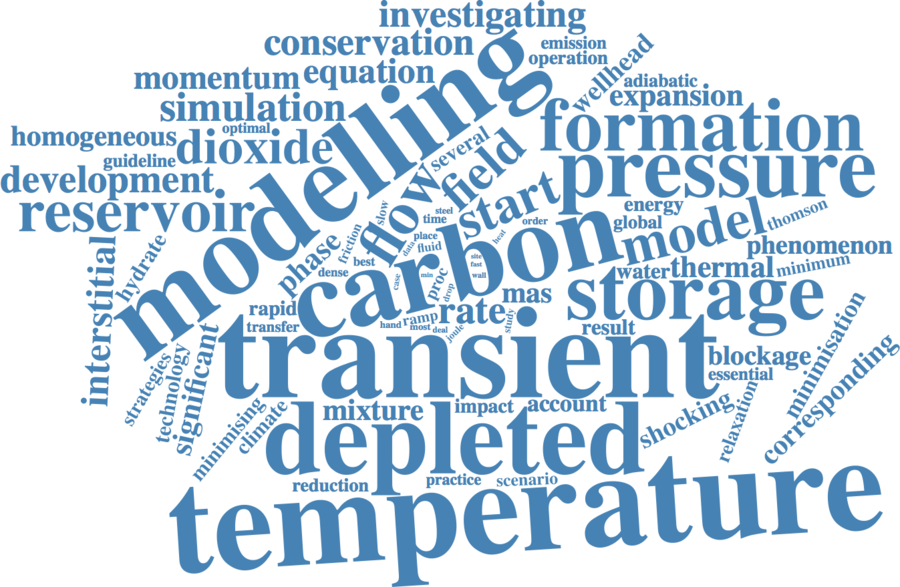 investigating
conservation
emission
operation
wellhead
momentum
equation
adiabatic
expansion
simulation
modelling
formation
homogeneous
optimal
dioxide
several
guideline
field
pressure
development
flow
slow
start
reservoir
steel
time
energy
global
model
thomson
order
interstitial
hydrate
phase
friction
place
data
fluid
heat
phenomenon
best
dense
carbon
site
fast
wall
water
thermal
minimum
case
min
proc
drop
mas
storage
rapid
transfer
rate
ramp
hand
most
deal
joule
study
result
transient
strategies
technology
significant
blockage
essential
minimisation
corresponding
minimising
climate
mixture
impact
account
shocking
relaxation
depleted
reduction
practice
scenario
temperature